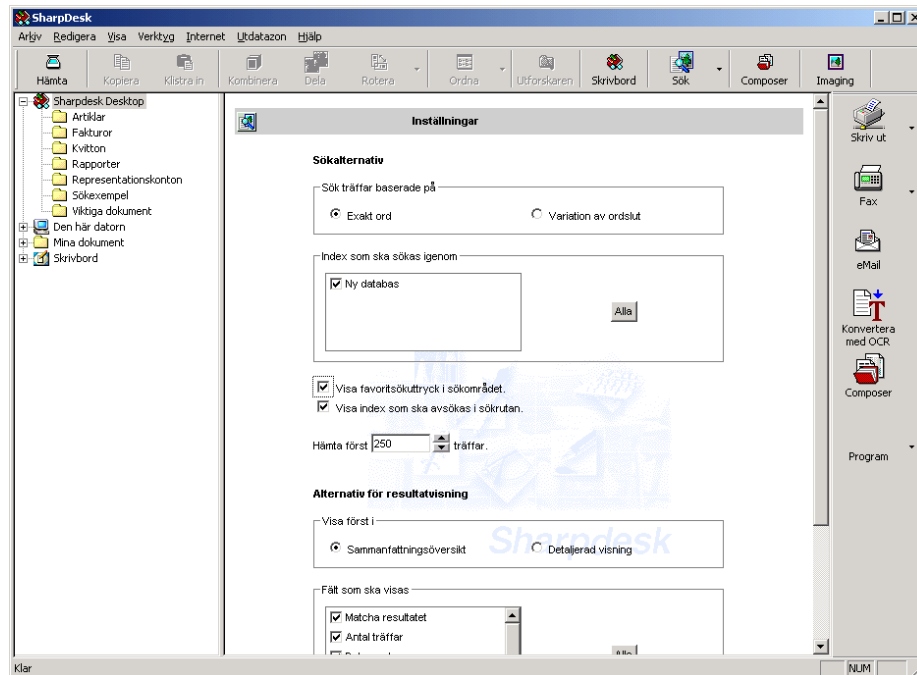 SharpDesk
Arkiv Redigera Visa Verktyg Internet Utdatazon Hjälp
Hämta Kopiera Klistra in Kombinera Dela Rotera Ordna Utforskaren Skrivbord Sök Composer Imaging
Sharpdesk Desktop
Artiklar
Fakturor
Kvitton
Rapporter
Representationskonton
Sökexempel
Viktiga dokument
Den här datorn
Mina dokument
Skrivbord
Inställningar
Sökalternativ
Sök träffar baserade på
Exakt ord Variation av ordslut
Index som ska sökas igenom
Ny databas
Alla
Visa favoritsökuttryck i sökområdet.
Visa index som ska avsökas i sökrutan.
Hämta först 250 träffar.
Alternativ för resultatvisning
Visa först i
Sammanfattningsöversikt Detaljerad visning
Sharpdesk
Fält som ska visas
Matcha resultatet
Antal träffar
Alla
Skriv ut
Fax
eMail
Konvertera
med OCR
Composer
Program
Klar
NUM